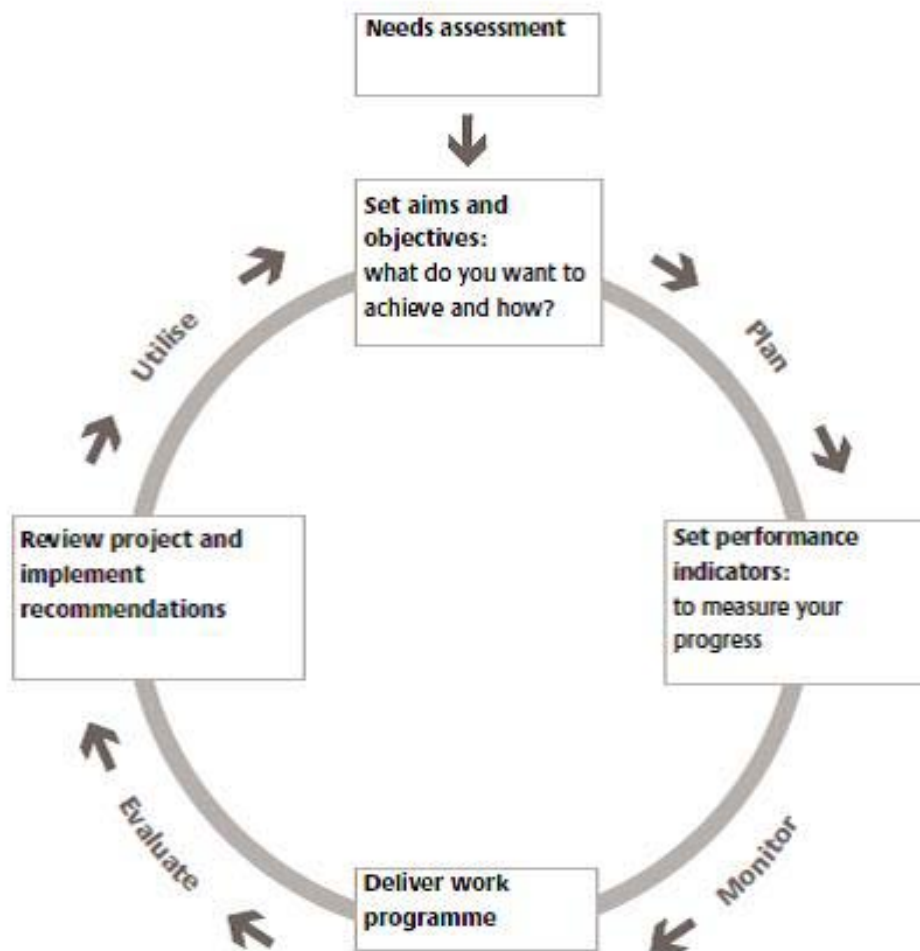 Needs assessment
Set aims and
objectives:
what do you want to
achieve and how?
Utilise
Plan
Review project and
implement
recommendations
Set performance
indicators:
to measure your
progress
Evaluate
Monitor
Deliver work
programme